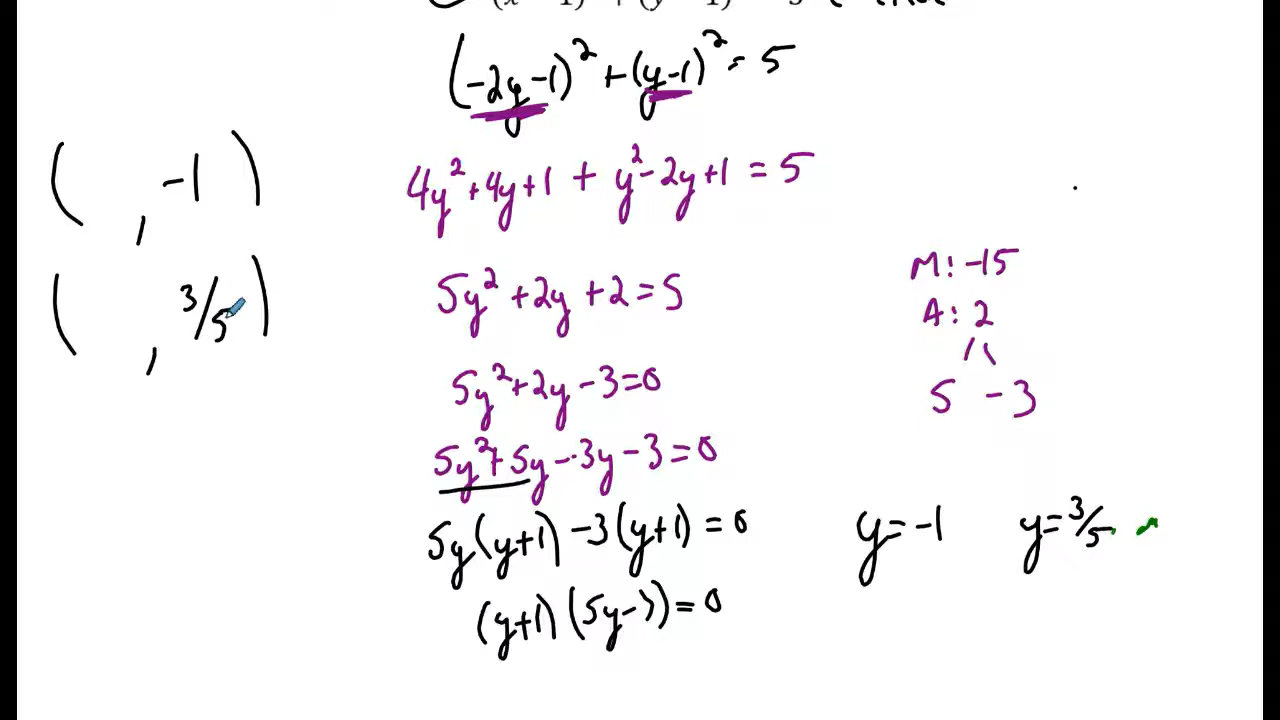 (-2y-1)² + (y-1)² = 5
( , -1 )
4y² + 4y + 1 + y² - 2y + 1 = 5
M: -15
( , 3/5 )
5y² + 2y + 2 = 5
A: 2
5y² + 2y - 3 = 0
5 -3
5y² + 5y - 3y - 3 = 0
5y(y+1) - 3(y+1) = 0
y = -1
y = 3/5
(y+1)(5y-3) = 0